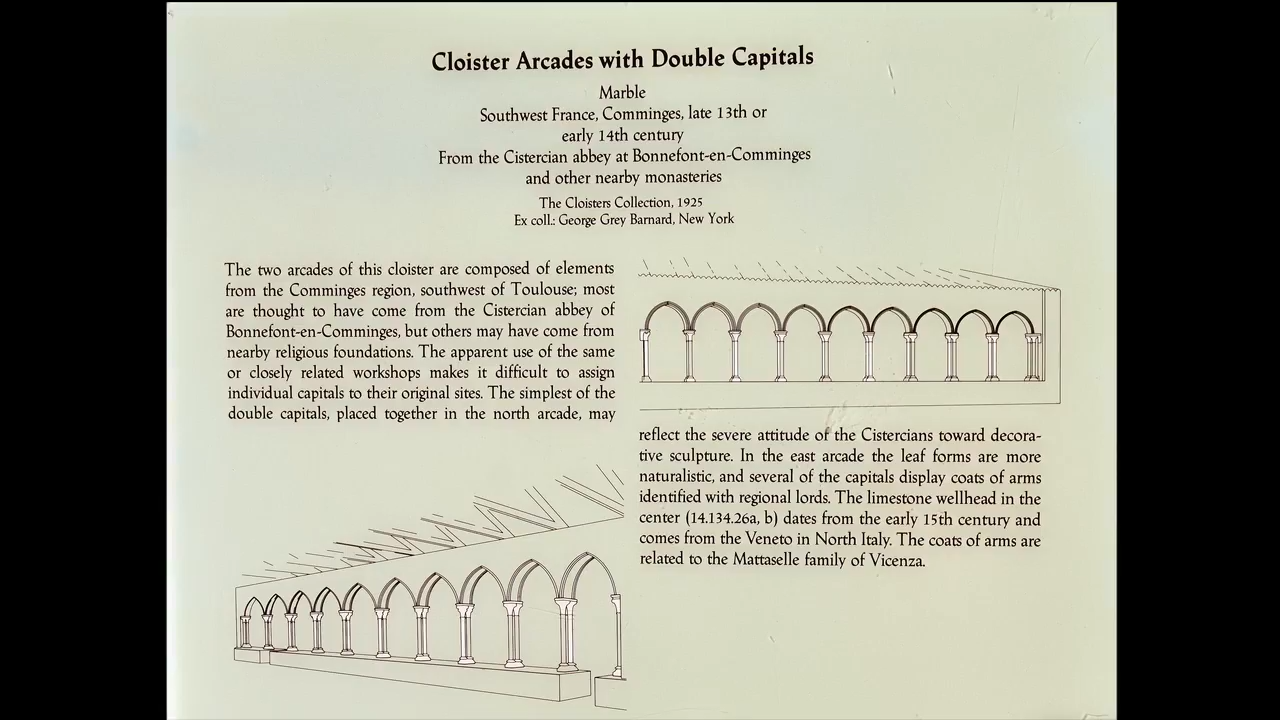 Cloister Arcades with Double Capitals
Marble
Southwest France, Comminges, late 13th or
early 14th century
From the Cistercian abbey at Bonnefont-en-Comminges
and other nearby monasteries
The Cloisters Collection, 1925
Ex coll.: George Grey Barnard, New York
The two arcades of this cloister are composed of elements
from the Comminges region, southwest of Toulouse; most
are thought to have come from the Cistercian abbey of
Bonnefont-en-Comminges, but others may have come from
nearby religious foundations. The apparent use of the same
or closely related workshops makes it difficult to assign
individual capitals to their original sites. The simplest of the
double capitals, placed together in the north arcade, may
reflect the severe attitude of the Cistercians toward decora-
tive sculpture. In the east arcade the leaf forms are more
naturalistic, and several of the capitals display coats of arms
identified with regional lords. The limestone wellhead in the
center (14.134.26a, b) dates from the early 15th century and
comes from the Veneto in North Italy. The coats of arms are
related to the Mattaselle family of Vicenza.